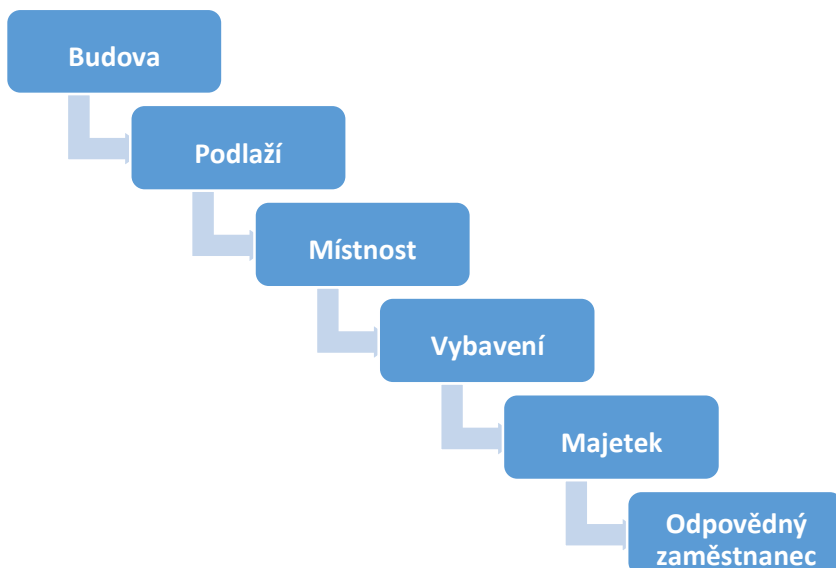 Budova
Podlaží
Místnost
Vybavení
Majetek
Odpovědný
zaměstnanec